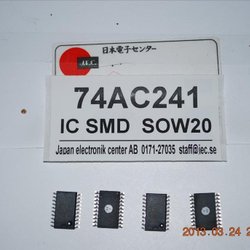 日本電子センター
J.E.C.
74AC241
IC SMD SOW20
Japan electronik center AB 0171-27035 staff@jec.se
2013.03.24